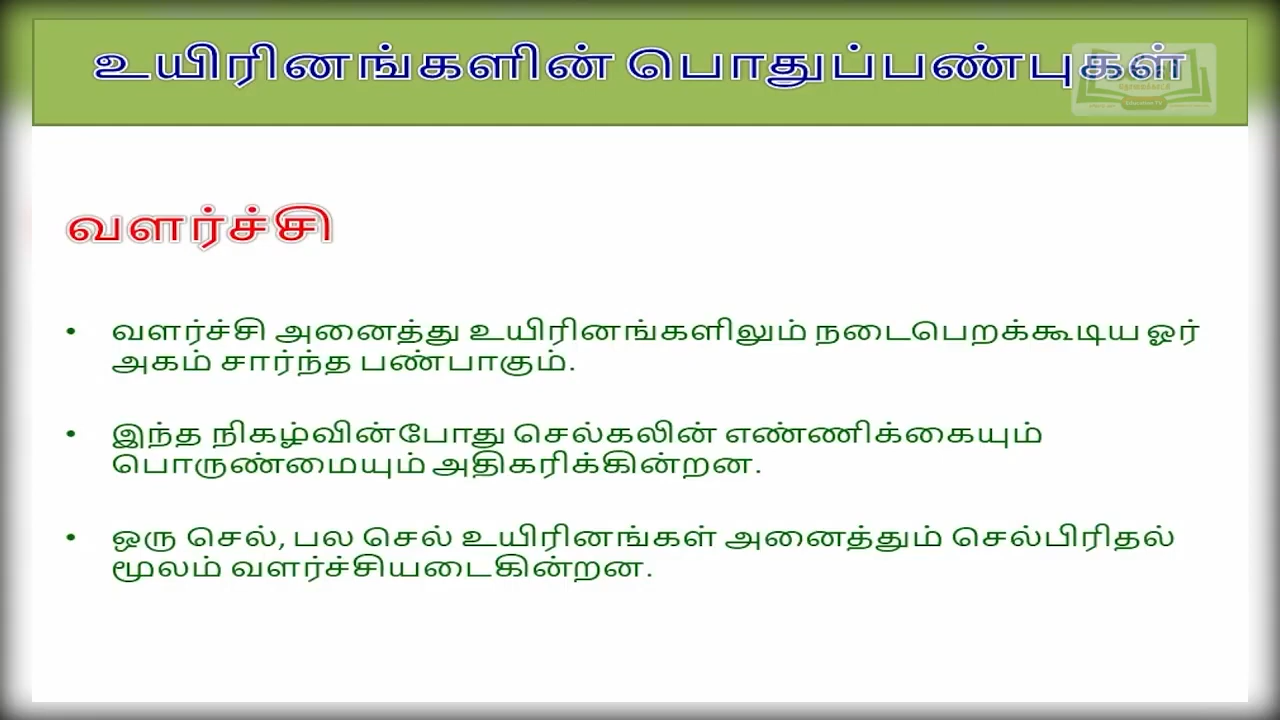 உயிரினங்களின் பொதுப்பண்புகள்
வளர்ச்சி
• வளர்ச்சி அனைத்து உயிரினங்களிலும் நடைபெறக்கூடிய ஓர்
அகம் சார்ந்த பண்பாகும்.
• இந்த நிகழ்வின்போது செல்கலின் எண்ணிக்கையும்
பொருண்மையும் அதிகரிக்கின்றன.
• ஒரு செல், பல செல் உயிரினங்கள் அனைத்தும் செல்பிரிதல்
மூலம் வளர்ச்சியடைகின்றன.